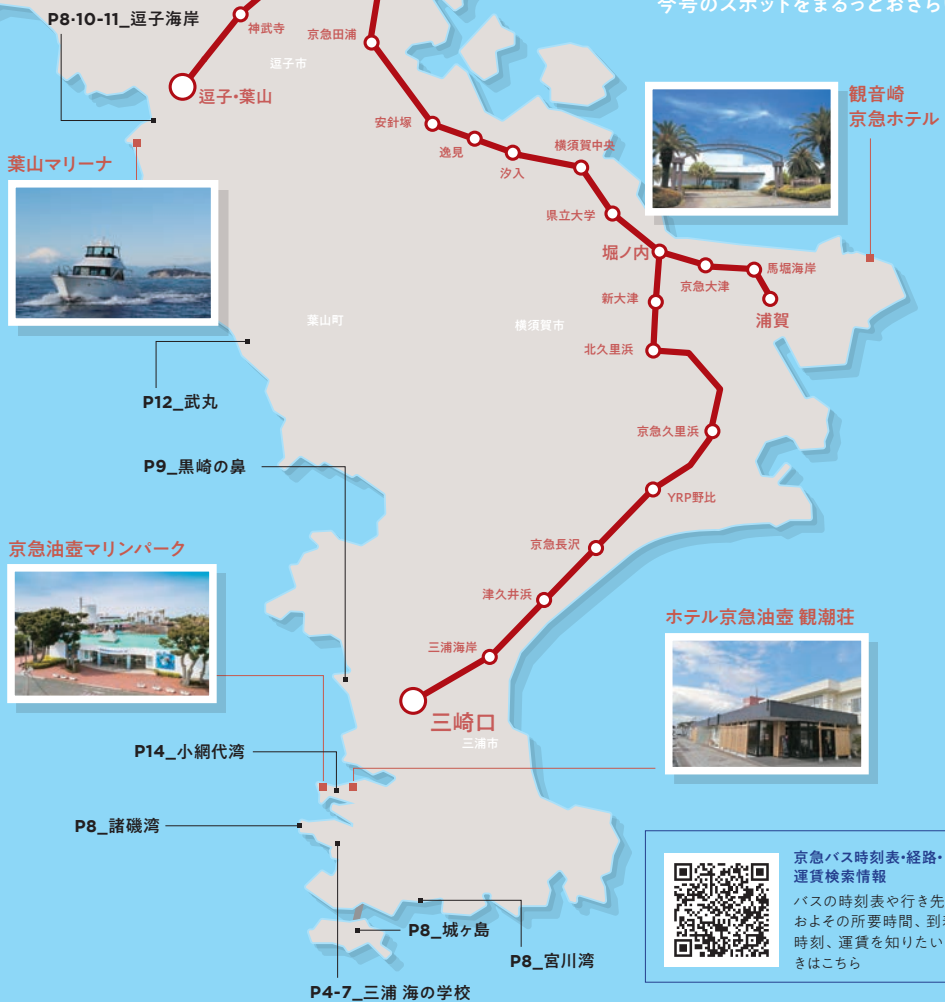 今号のスポットをまるっとおさら
P8・10-11_逗子海岸
神武寺
京急田浦
逗子市
逗子・葉山
安針塚
逸見
汐入
横須賀中央
県立大学
観音崎
京急ホテル
葉山マリーナ
堀ノ内
京急大津
馬堀海岸
浦賀
新大津
北久里浜
葉山町
横須賀市
P12_武丸
京急久里浜
P9_黒崎の鼻
YRP野比
京急長沢
京急油壺マリンパーク
津久井浜
三浦海岸
ホテル京急油壺 観潮荘
三崎口
三浦市
P14_小網代湾
P8_諸磯湾
P8_城ヶ島
P8_宮川湾
P4-7_三浦 海の学校
京急バス時刻表・経路・
運賃検索情報
バスの時刻表や行き先
およその所要時間、到着
時刻、運賃を知りたい
きはこちら